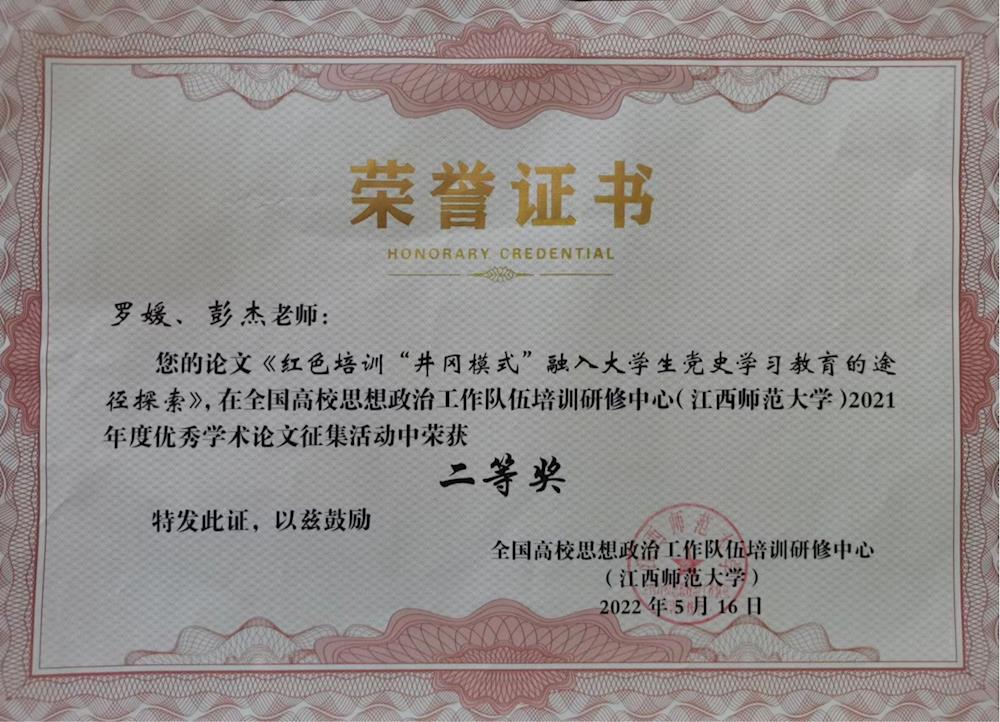 荣誉证书
HONORARY CREDENTIAL
罗媛、彭杰老师：
您的论文《红色培训“井冈模式”融入大学生党史学习教育的途
径探索》，在全国高校思想政治工作队伍培训研修中心（江西师范大学）2021
年度优秀学术论文征集活动中荣获
二等奖
特发此证，以兹鼓励
全国高校思想政治工作队伍培训研修中心
（江西师范大学）
2022年5月16日